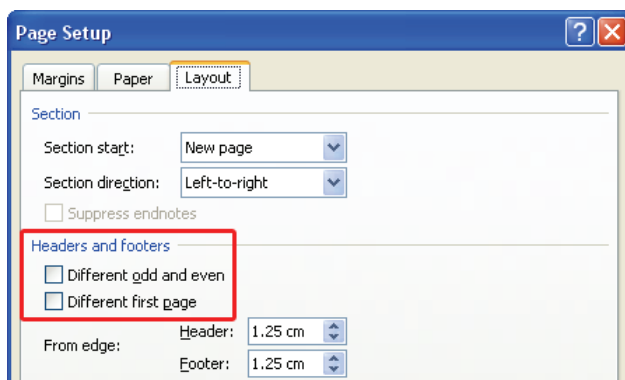 Page Setup
Margins Paper Layout
Section
Section start: New page
Section direction: Left-to-right
Suppress endnotes
Headers and footers
Different odd and even
Different first page
From edge:
Header: 1.25 cm
Footer: 1.25 cm